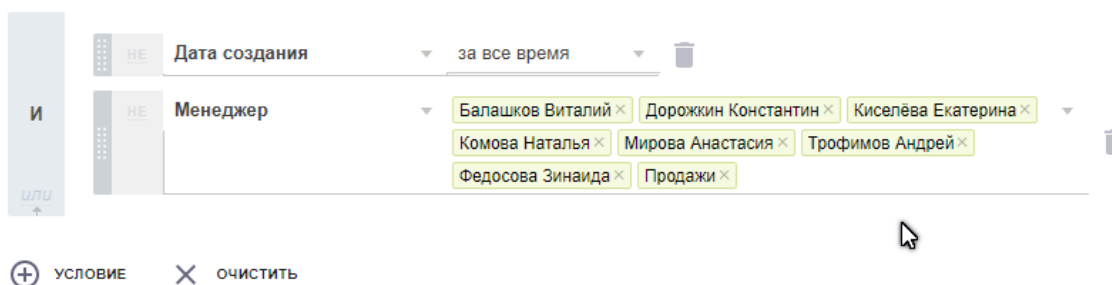 НЕ Дата создания за все время
И НЕ Менеджер Балашков Виталий × Дорожкин Константин × Киселёва Екатерина ×
Комова Наталья × Мирова Анастасия × Трофимов Андрей ×
Федосова Зинаида × Продажи ×
или
УСЛОВИЕ ОЧИСТИТЬ